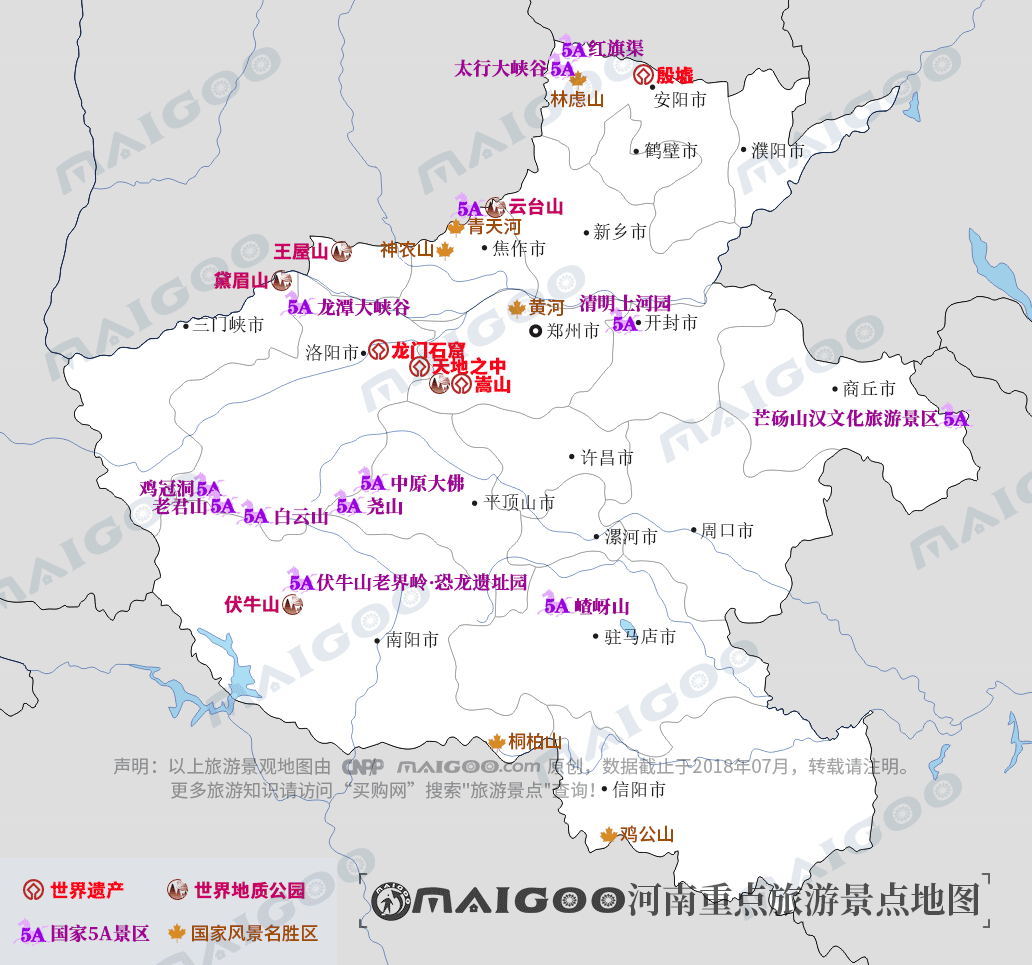 5A 红旗渠
太行大峡谷 5A
殷墟
林虑山
安阳市
鹤壁市
濮阳市
5A 云台山
青天河
新乡市
神农山
焦作市
王屋山
黛眉山
5A 龙潭大峡谷
黄河
清明上河园
三门峡市
郑州市
5A 开封市
洛阳市
龙门石窟
天地之中
嵩山
商丘市
芒砀山汉文化旅游景区 5A
许昌市
鸡冠洞 5A
5A 中原大佛
老君山 5A
5A 尧山
5A 白云山
平顶山市
漯河市
周口市
5A 伏牛山老界岭·恐龙遗址园
伏牛山
5A 嵖岈山
南阳市
驻马店市
桐柏山
声明：以上旅游景观地图由 CNPP MAIGOO.com 原创，数据截止于2018年07月，转载请注明。
更多旅游知识请访问“买购网”搜索"旅游景点"查询！
信阳市
鸡公山
世界遗产
世界地质公园
5A 国家5A景区
国家风景名胜区
MAIGOO 河南重点旅游景点地图
MAIGOO
MAIGOO
MAIGOO
MAIGOO
MAIGOO
MAIGOO
MAIGOO
MAIGOO
MAIGOO
MAIGOO
MAIGOO
MAIGOO